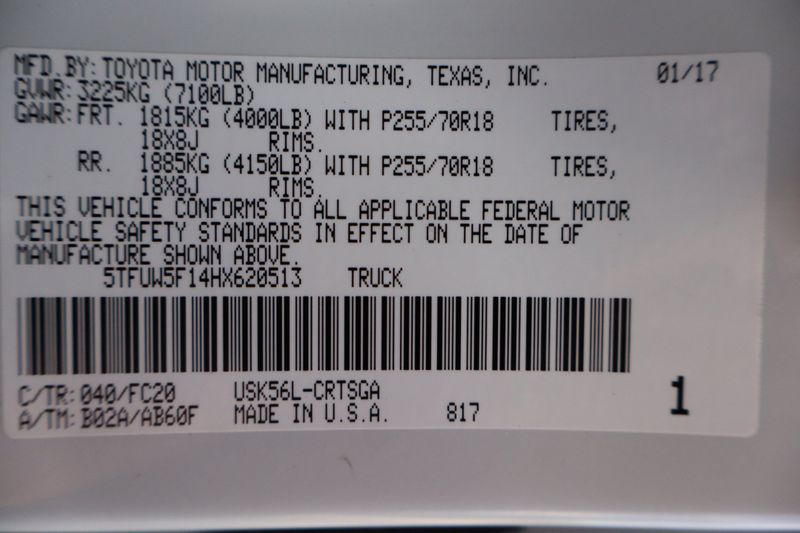 MFD. BY: TOYOTA MOTOR MANUFACTURING, TEXAS, INC. 01/17
GVWR: 3225KG (7100LB)
GAWR: FRT. 1815KG (4000LB) WITH P255/70R18 TIRES,
18X8J RIMS.
RR. 1885KG (4150LB) WITH P255/70R18 TIRES,
18X8J RIMS.
THIS VEHICLE CONFORMS TO ALL APPLICABLE FEDERAL MOTOR
VEHICLE SAFETY STANDARDS IN EFFECT ON THE DATE OF
MANUFACTURE SHOWN ABOVE.
5TFUW5F14HX620513 TRUCK
C/TR: 040/FC20 USK56L-CRTSGA
A/TM: B02A/AB60F MADE IN U.S.A. 817 1